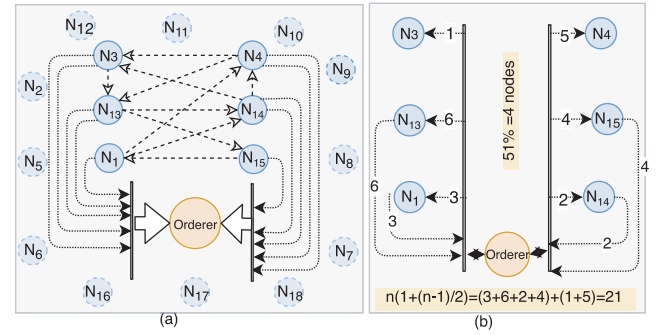 N12
N11
N10
N3
N4
N9
N2
N13
N14
N5
N1
N15
N8
Orderer
N6
N7
N16
N17
N18
(a)
N3
1
5
N4
51% =4 nodes
N13
6
4
N15
6
4
N1
3
2
N14
3
2
Orderer
n(1+(n-1)/2)=(3+6+2+4)+(1+5)=21
(b)